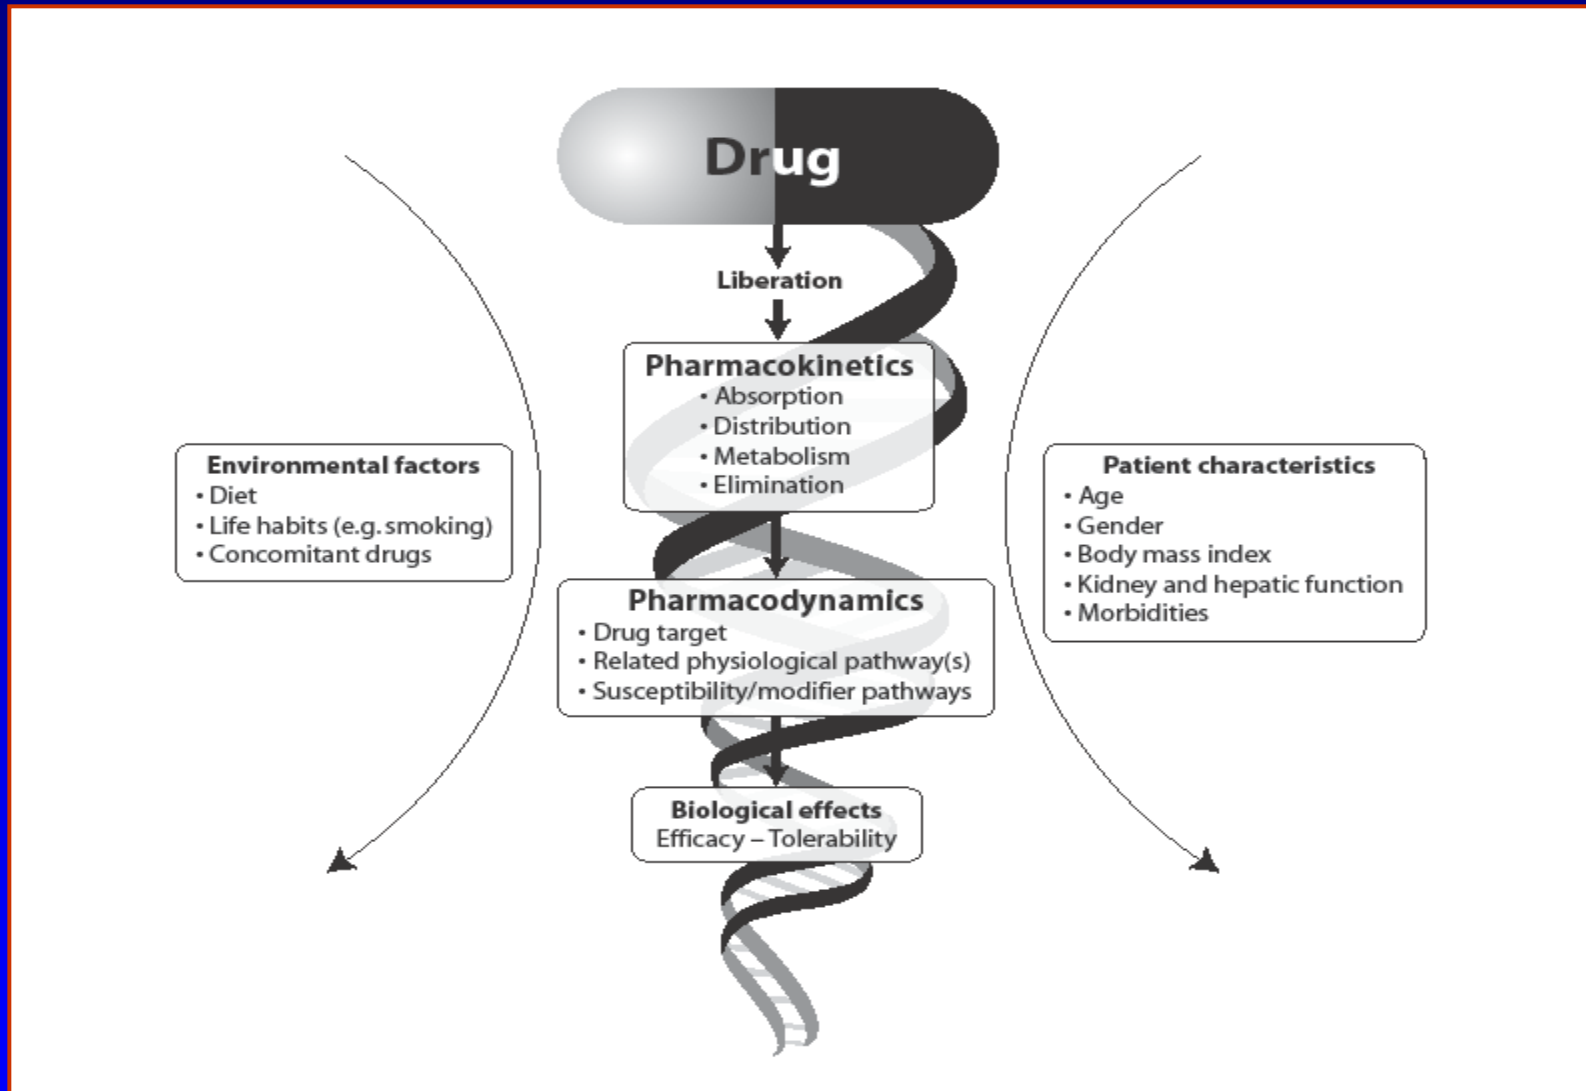 Drug
Liberation
Pharmacokinetics
• Absorption
• Distribution
• Metabolism
• Elimination
Environmental factors
• Diet
• Life habits (e.g. smoking)
• Concomitant drugs
Patient characteristics
• Age
• Gender
• Body mass index
• Kidney and hepatic function
• Morbidities
Pharmacodynamics
• Drug target
• Related physiological pathway(s)
• Susceptibility/modifier pathways
Biological effects
Efficacy – Tolerability